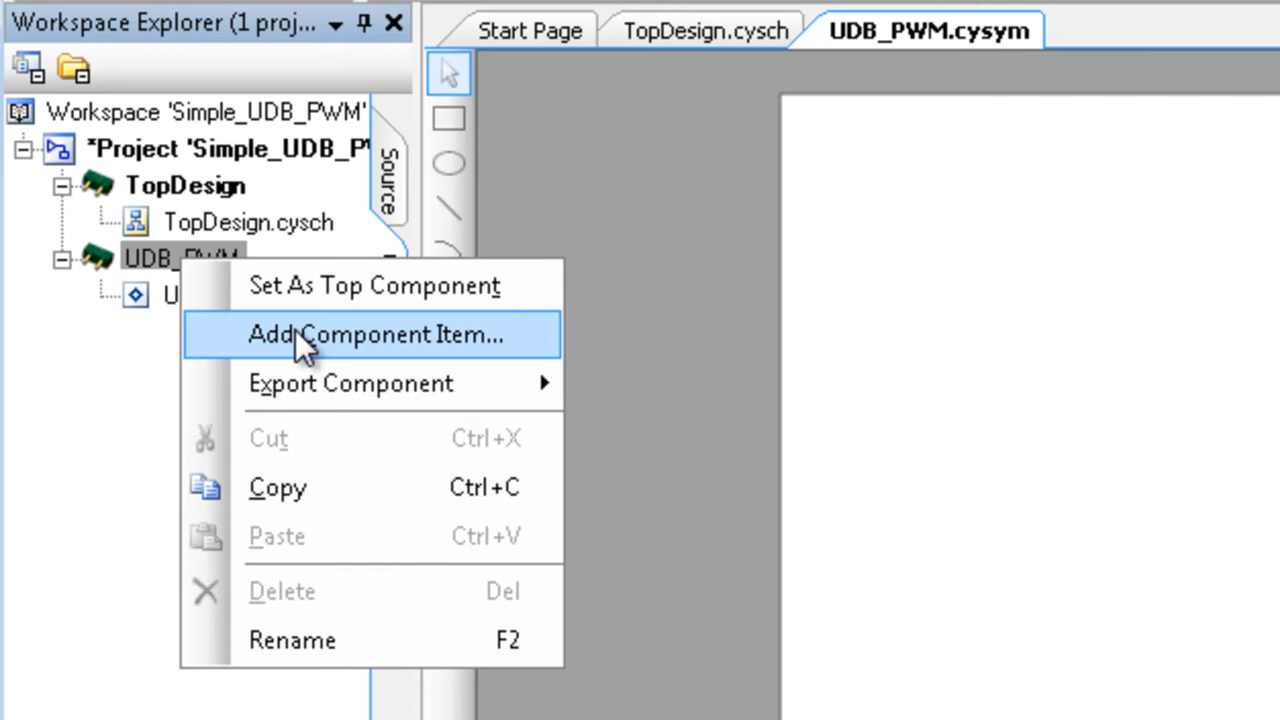 Workspace Explorer (1 proj...
Start Page
TopDesign.cysch
UDB_PWM.cysym
Workspace 'Simple_UDB_PWM'
*Project 'Simple_UDB_P
Source
TopDesign
TopDesign.cysch
UDB_PWM
U
Set As Top Component
Add Component Item...
Export Component
Cut Ctrl+X
Copy Ctrl+C
Paste Ctrl+V
Delete Del
Rename F2